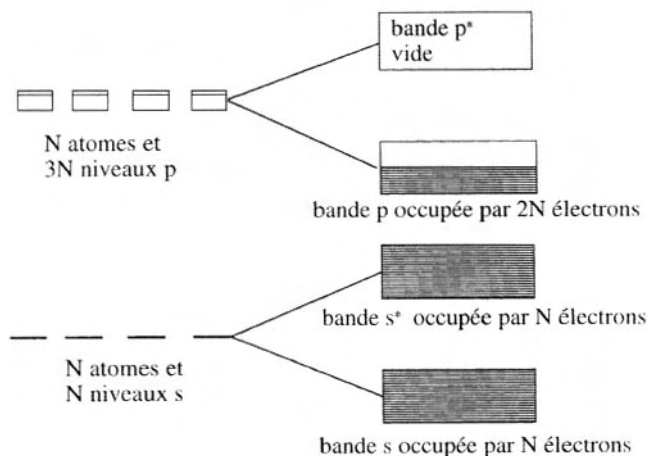 bande p*
vide
N atomes et
3N niveaux p
bande p occupée par 2N électrons
bande s* occupée par N électrons
N atomes et
N niveaux s
bande s occupée par N électrons